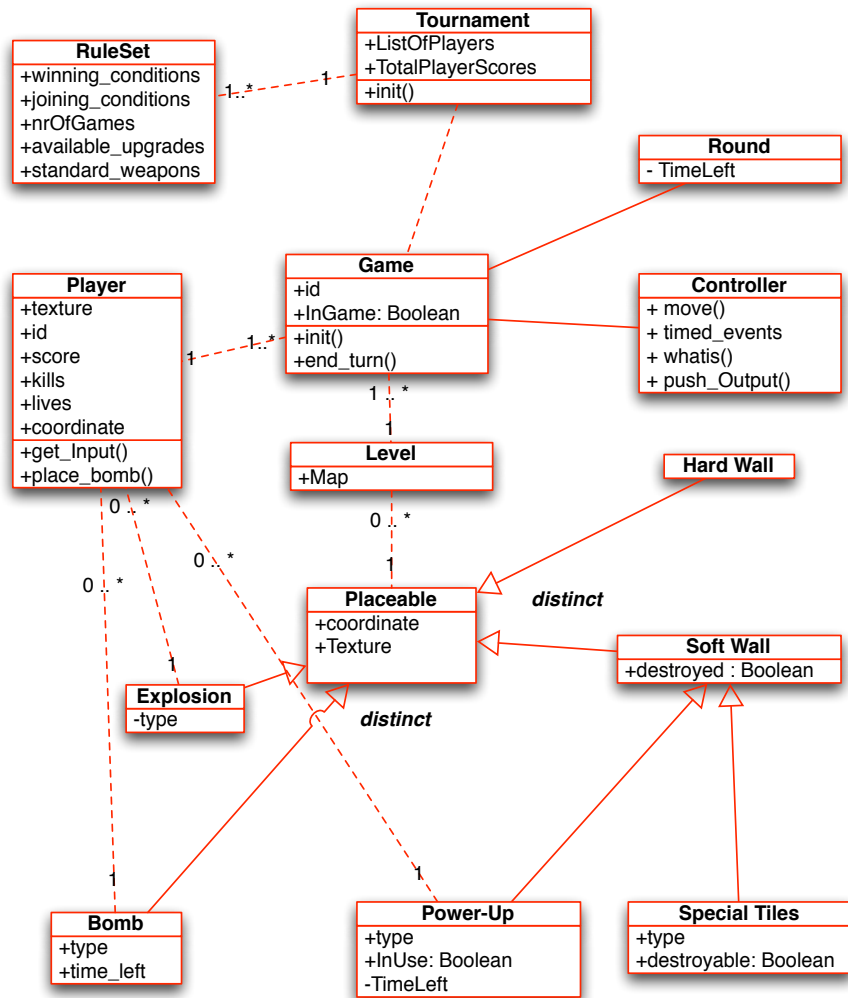 Tournament
+ListOfPlayers
+TotalPlayerScores
+init()
RuleSet
+winning_conditions
+joining_conditions
+nrOfGames
+available_upgrades
+standard_weapons
1..*
1
Round
- TimeLeft
Game
+id
+InGame: Boolean
+init()
+end_turn()
Controller
+ move()
+ timed_events
+ whatis()
+ push_Output()
Player
+texture
+id
+score
+kills
+lives
+coordinate
+get_Input()
+place_bomb()
1
1..*
1 .. *
1
Level
+Map
Hard Wall
0 .. *
0 .. *
0 .. *
0 .. *
1
Placeable
+coordinate
+Texture
distinct
Soft Wall
+destroyed : Boolean
1
Explosion
-type
distinct
1
1
Bomb
+type
+time_left
Power-Up
+type
+InUse: Boolean
-TimeLeft
Special Tiles
+type
+destroyable: Boolean